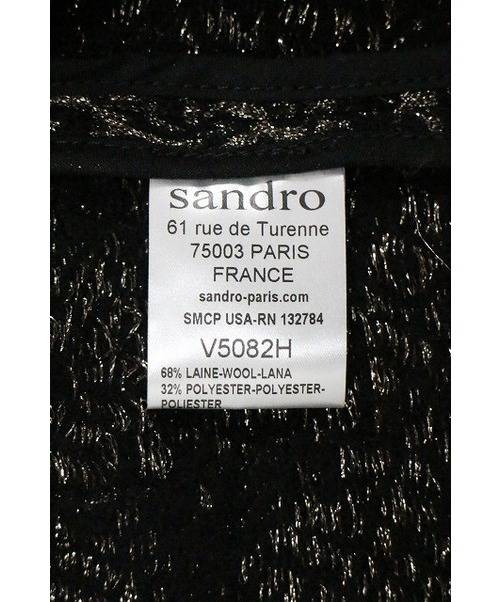 sandro
61 rue de Turenne
75003 PARIS
FRANCE
sandro-paris.com
SMCP USA-RN 132784
V5082H
68% LAINE-WOOL-LANA
32% POLYESTER-POLYESTER-
POLIESTER